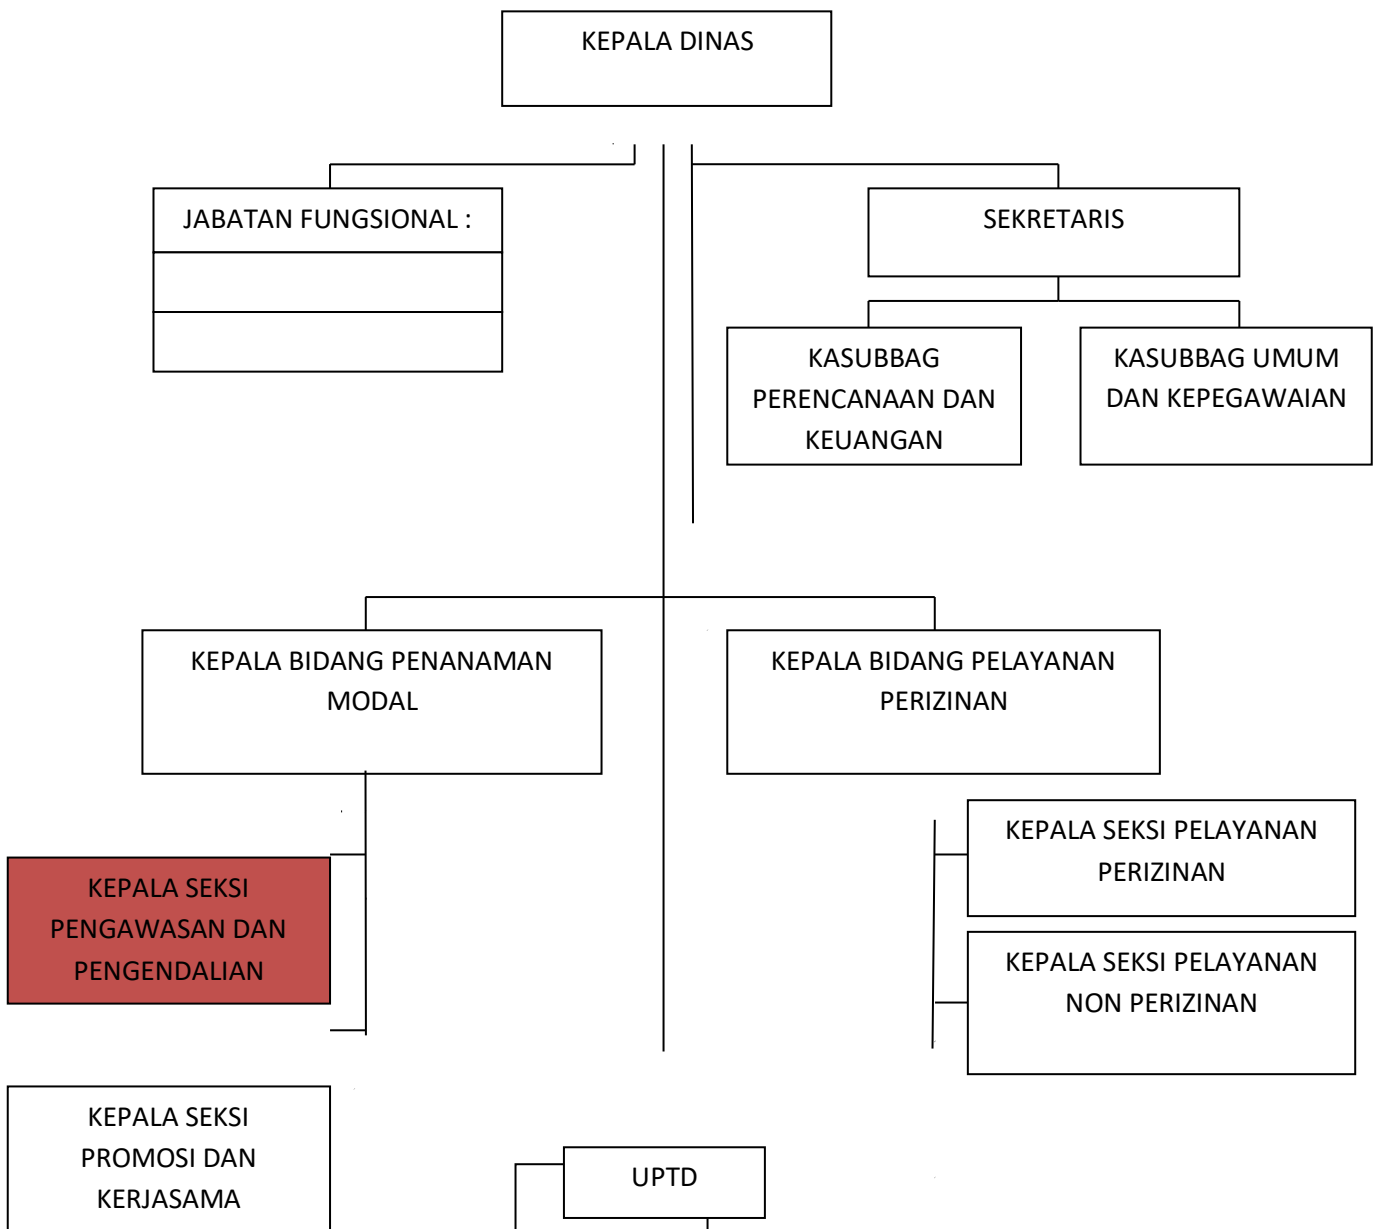 KEPALA DINAS
JABATAN FUNGSIONAL :
SEKRETARIS
KASUBBAG
PERENCANAAN DAN
KEUANGAN
KASUBBAG UMUM
DAN KEPEGAWAIAN
KEPALA BIDANG PENANAMAN
MODAL
KEPALA BIDANG PELAYANAN
PERIZINAN
KEPALA SEKSI
PENGAWASAN DAN
PENGENDALIAN
KEPALA SEKSI PELAYANAN
PERIZINAN
KEPALA SEKSI PELAYANAN
NON PERIZINAN
KEPALA SEKSI
PROMOSI DAN
KERJASAMA
UPTD